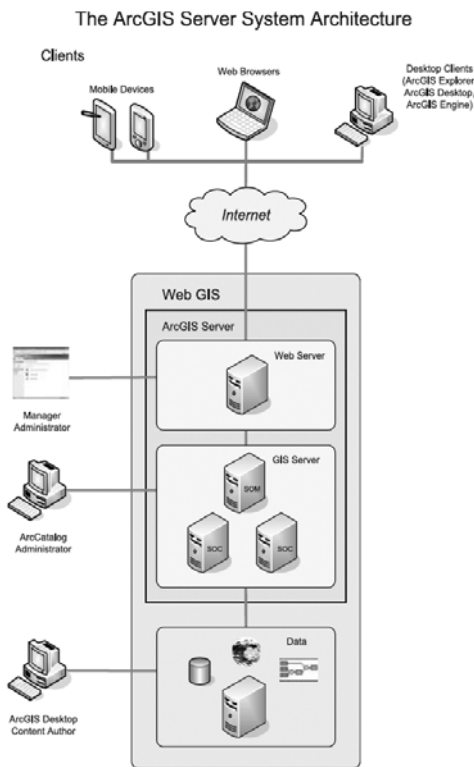 The ArcGIS Server System Architecture
Clients
Mobile Devices
Web Browsers
Desktop Clients
(ArcGIS Explorer
ArcGIS Desktop,
ArcGIS Engine)
Internet
Web GIS
ArcGIS Server
Web Server
Manager
Administrator
GIS Server
SOM
SOC
SOC
ArcCatalog
Administrator
Data
ArcGIS Desktop
Content Author